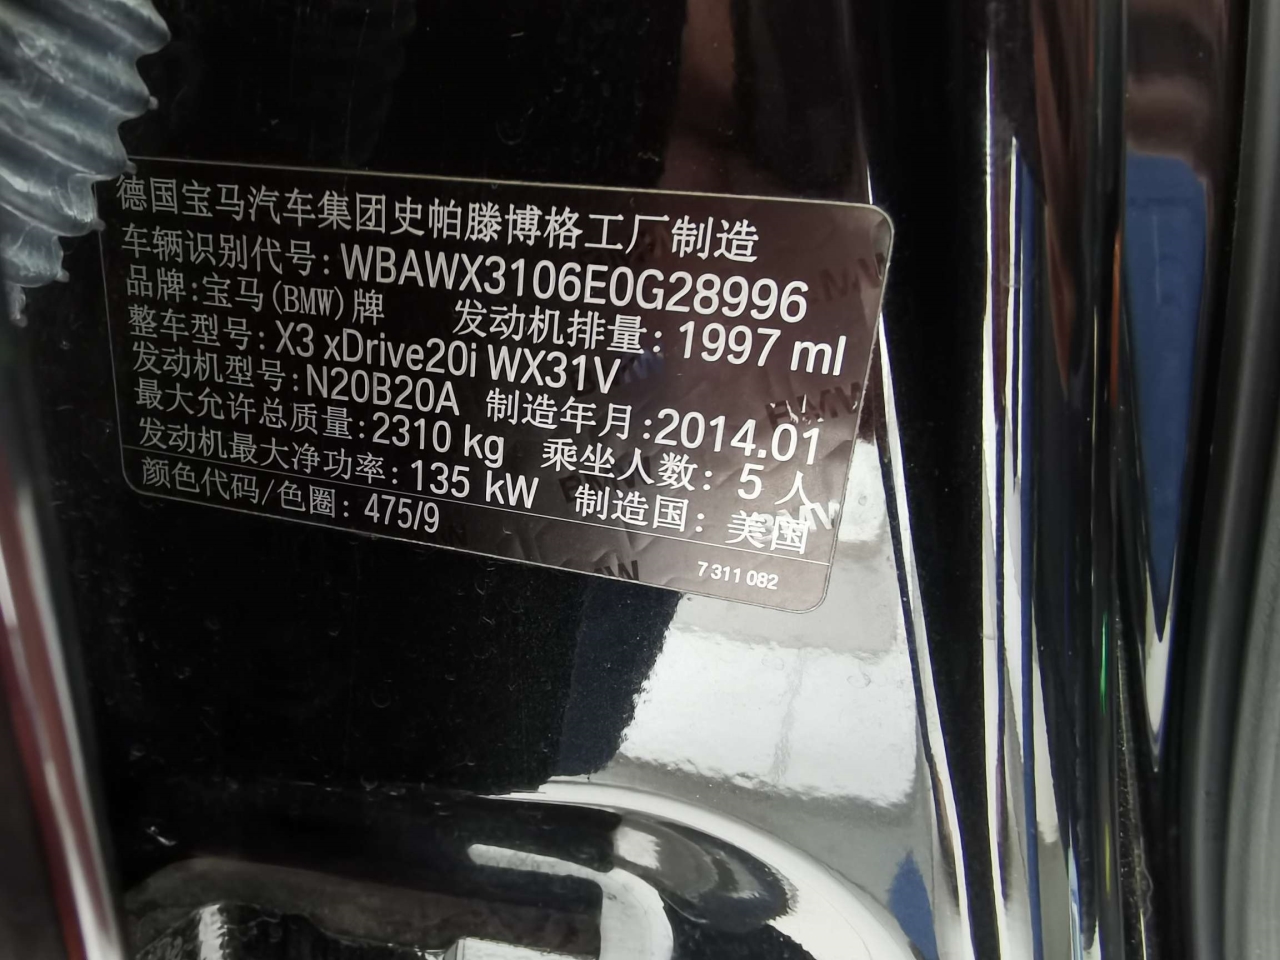 德国宝马汽车集团史帕滕博格工厂制造
车辆识别代号: WBAWX3106E0G28996
品牌:宝马(BMW)牌 发动机排量: 1997 ml
整车型号: X3 xDrive20i WX31V
发动机型号:N20B20A 制造年月:2014.01
最大允许总质量:2310 kg 乘坐人数: 5 人
发动机最大净功率:135 kW 制造国: 美国
颜色代码/色圈: 475/9
7 311 082